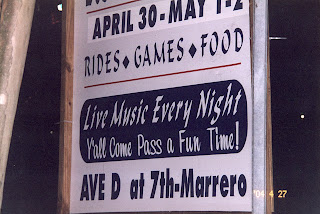 APRIL 30-MAY 1-2
RIDES ◆ GAMES ◆ FOOD
Live Music Every Night
Y'all Come Pass a Fun Time!
AVE D at 7th-Marrero
'04 4 27